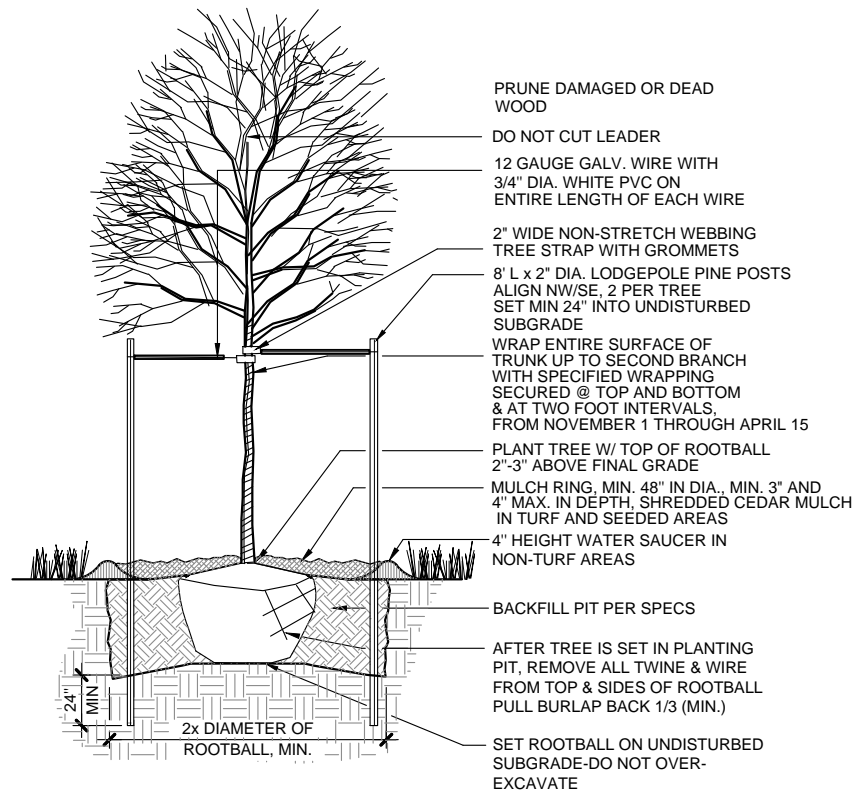 PRUNE DAMAGED OR DEAD
WOOD
DO NOT CUT LEADER
12 GAUGE GALV. WIRE WITH
3/4" DIA. WHITE PVC ON
ENTIRE LENGTH OF EACH WIRE
2" WIDE NON-STRETCH WEBBING
TREE STRAP WITH GROMMETS
8' L x 2" DIA. LODGEPOLE PINE POSTS
ALIGN NW/SE, 2 PER TREE
SET MIN 24" INTO UNDISTURBED
SUBGRADE
WRAP ENTIRE SURFACE OF
TRUNK UP TO SECOND BRANCH
WITH SPECIFIED WRAPPING
SECURED @ TOP AND BOTTOM
& AT TWO FOOT INTERVALS,
FROM NOVEMBER 1 THROUGH APRIL 15
PLANT TREE W/ TOP OF ROOTBALL
2"-3" ABOVE FINAL GRADE
MULCH RING, MIN. 48" IN DIA., MIN. 3" AND
4" MAX. IN DEPTH, SHREDDED CEDAR MULCH
IN TURF AND SEEDED AREAS
4" HEIGHT WATER SAUCER IN
NON-TURF AREAS
BACKFILL PIT PER SPECS
AFTER TREE IS SET IN PLANTING
PIT, REMOVE ALL TWINE & WIRE
FROM TOP & SIDES OF ROOTBALL
PULL BURLAP BACK 1/3 (MIN.)
SET ROOTBALL ON UNDISTURBED
SUBGRADE-DO NOT OVER-
EXCAVATE
24"
MIN
2x DIAMETER OF
ROOTBALL, MIN.